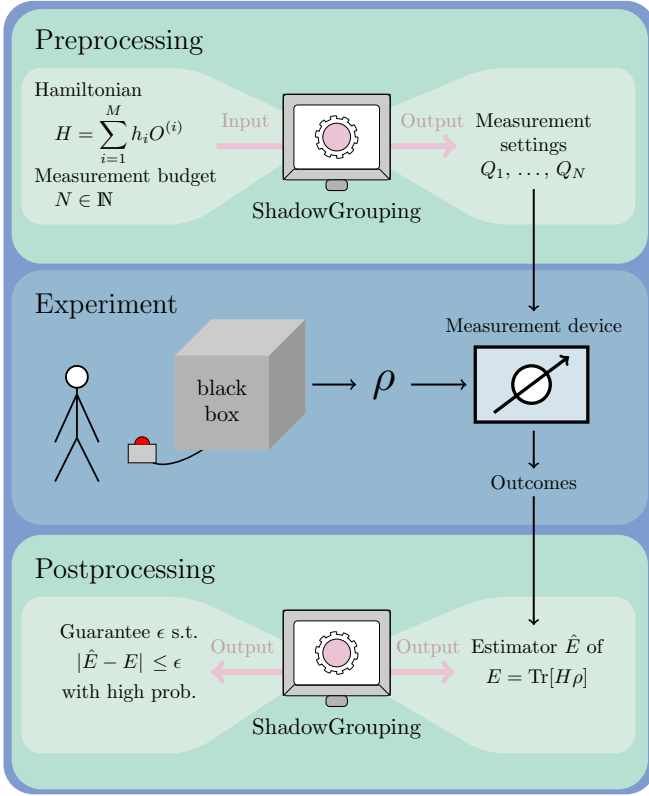 Preprocessing
Hamiltonian
H = \sum_{i=1}^{M} h_i O^{(i)}
Measurement budget
N ∈ ℕ
Input
Output
ShadowGrouping
Measurement
settings
Q_1, …, Q_N
Experiment
black
box
ρ
Measurement device
Outcomes
Postprocessing
Guarantee ϵ s.t.
|Ê − E| ≤ ϵ
with high prob.
Output
Output
ShadowGrouping
Estimator Ê of
E = Tr[Hρ]